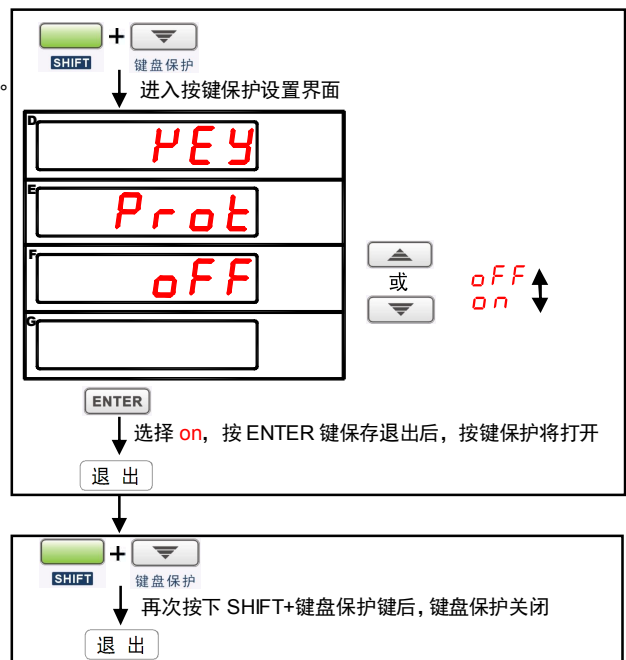 +
SHIFT 键盘保护
。
进入按键保护设置界面
D
KEY
E
Prot
F
oFF
G
或
oFF
on
ENTER
选择 on，按 ENTER 键保存退出后，按键保护将打开
退 出
+
SHIFT 键盘保护
再次按下 SHIFT+键盘保护键后，键盘保护关闭
退 出